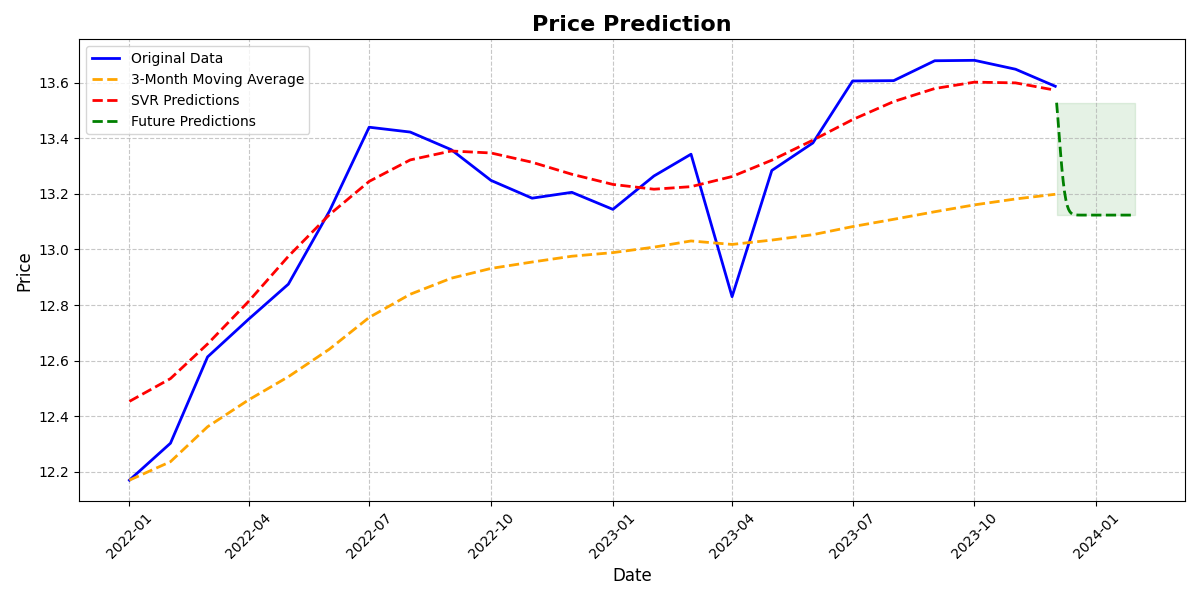 Price Prediction
Original Data
3-Month Moving Average
SVR Predictions
Future Predictions
Price
13.6
13.4
13.2
13.0
12.8
12.6
12.4
12.2
2022-01
2022-04
2022-07
2022-10
2023-01
2023-04
2023-07
2023-10
2024-01
Date